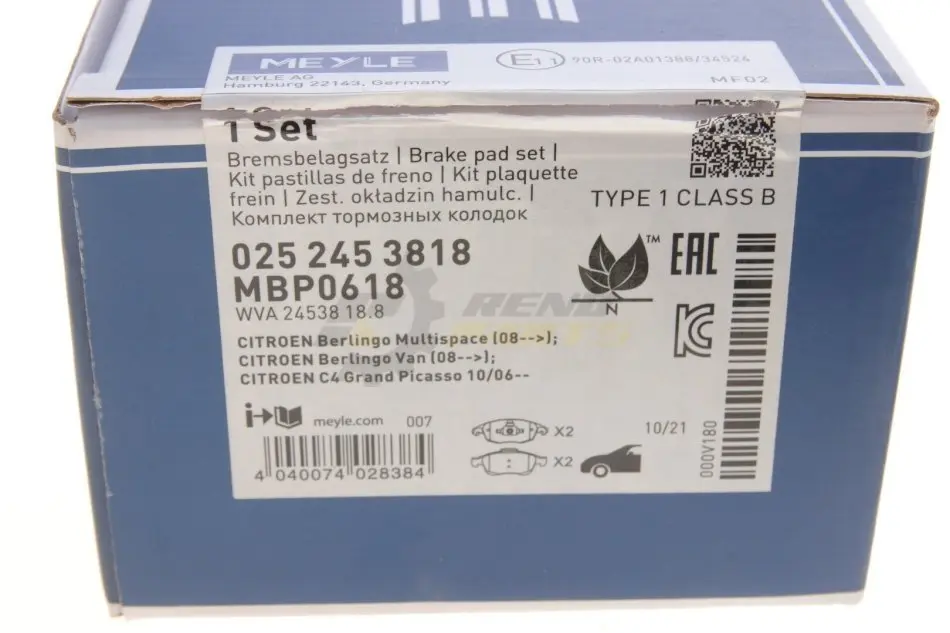 MEYLE
MEYLE AG
Hamburg 22143, Germany
E11 90R-02A01388/34524
MF02
1 Set
Bremsbelagsatz | Brake pad set |
Kit pastillas de freno | Kit plaquette
frein | Zest. okładzin hamulc. |
Комплект тормозных колодок
TYPE 1 CLASS B
025 245 3818
MBP0618
WVA 24538 18.8
N
TM
EAC
KC
CITROEN Berlingo Multispace (08-->);
CITROEN Berlingo Van (08-->);
CITROEN C4 Grand Picasso 10/06--
meyle.com 007
X2
X2
10/21
000V180
4 040074 028384